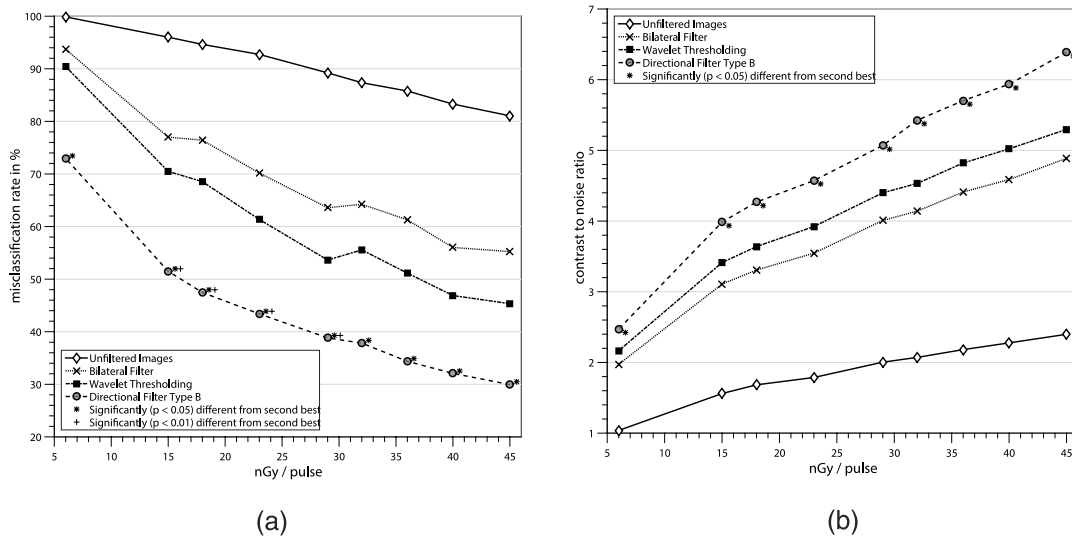 100
90
80
70
60
50
40
30
20
misclassification rate in %
Unfiltered Images
Bilateral Filter
Wavelet Thresholding
Directional Filter Type B
Significantly (p < 0.05) different from second best
Significantly (p < 0.01) different from second best
5 10 15 20 25 30 35 40 45
nGy / pulse
(a)
7
6
5
4
3
2
1
contrast to noise ratio
Unfiltered Images
Bilateral Filter
Wavelet Thresholding
Directional Filter Type B
Significantly (p < 0.05) different from second best
5 10 15 20 25 30 35 40 45
nGy / pulse
(b)